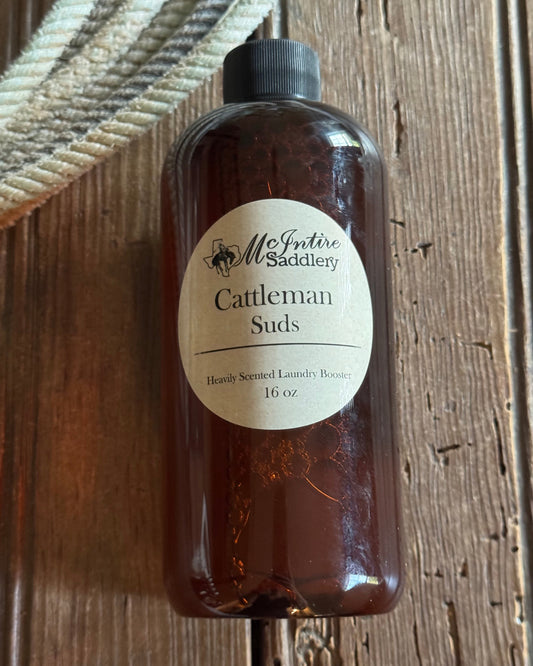 McIntire
Saddlery
Cattleman
Suds
Heavily Scented Laundry Booster
16 oz